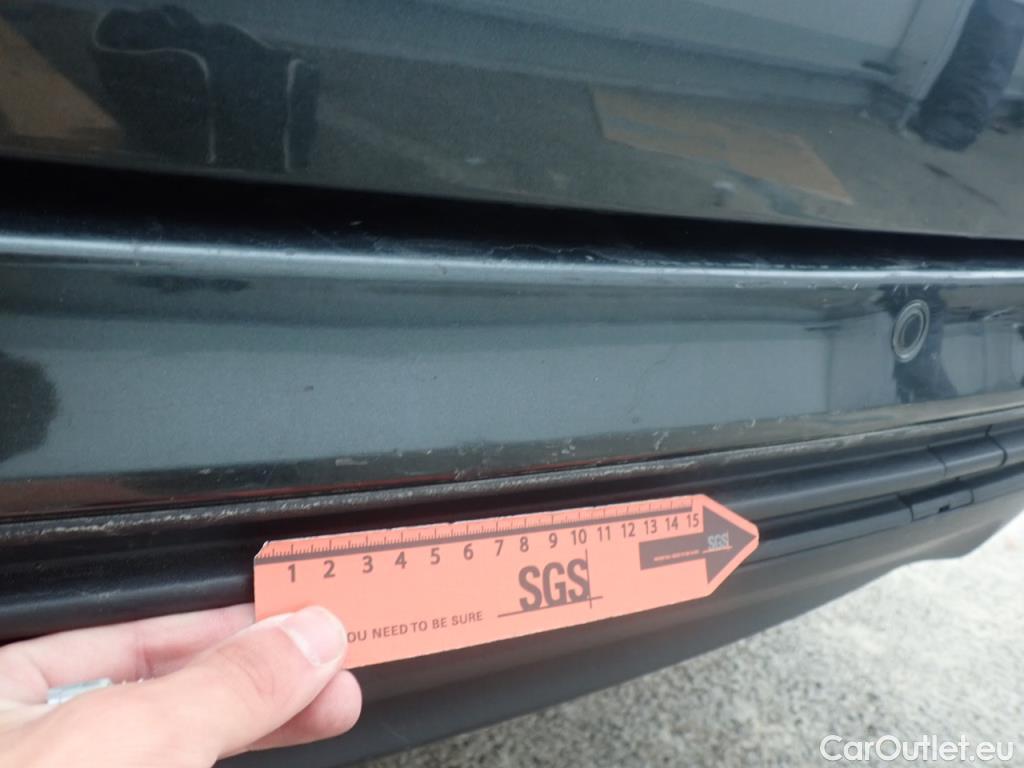 1 2 3 4 5 6 7 8 9 10 11 12 13 14 15
SGS
SGS
OU NEED TO BE SURE
CarOutlet.eu